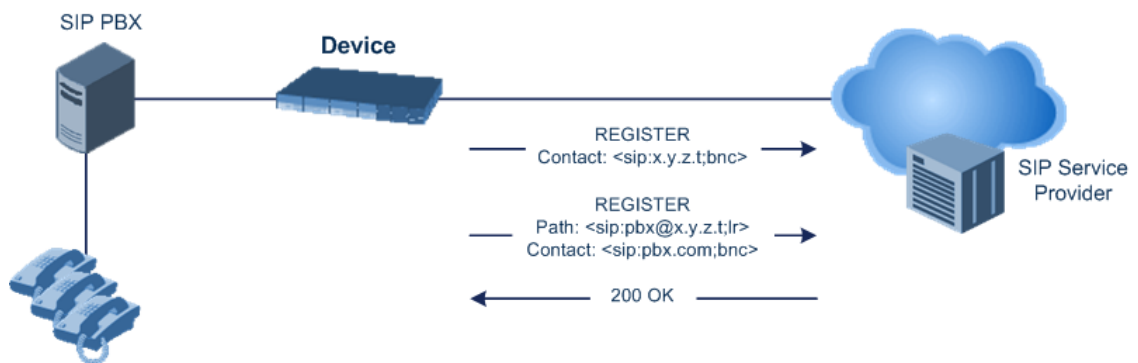 SIP PBX
Device
REGISTER
Contact: <sip:x.y.z.t;bnc>
REGISTER
Path: <sip:pbx@x.y.z.t;lr>
Contact: <sip:pbx.com;bnc>
200 OK
SIP Service
Provider